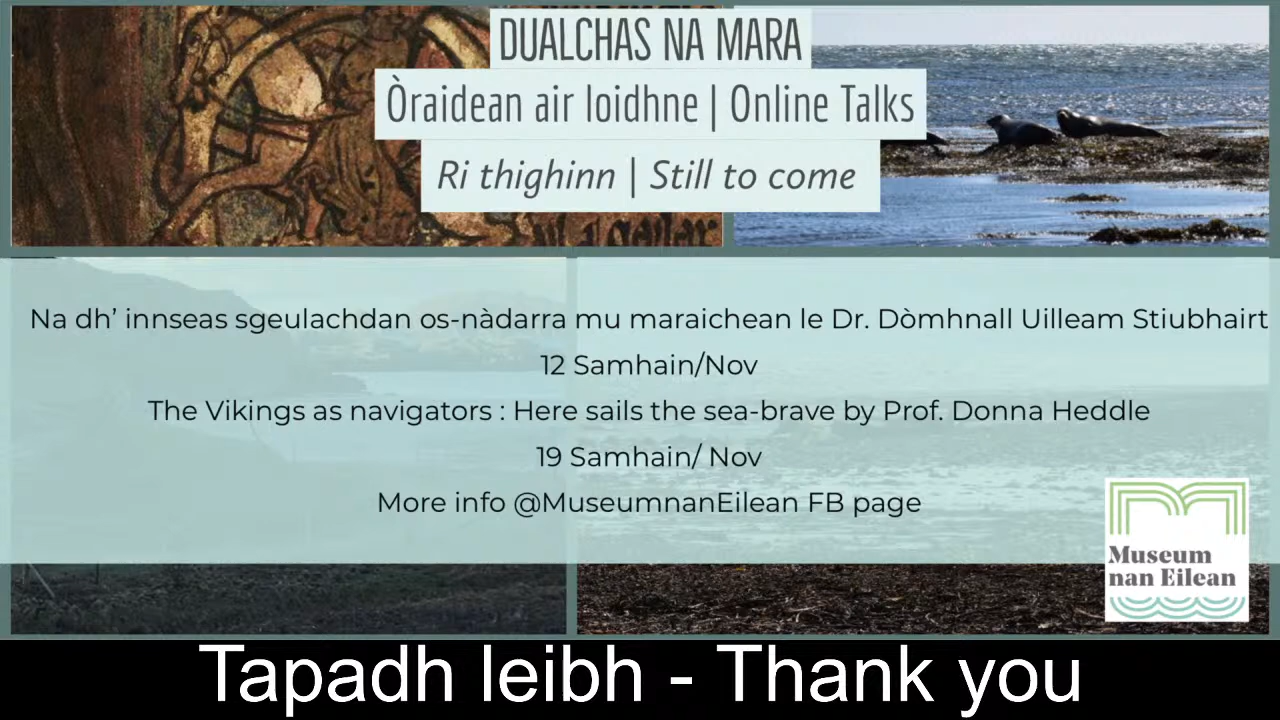 DUALCHAS NA MARA
Òraidean air loidhne | Online Talks
Ri thighinn | Still to come
Na dh’ innseas sgeulachdan os-nàdarra mu maraichean le Dr. Dòmhnall Uilleam Stiubhairt
12 Samhain/Nov
The Vikings as navigators : Here sails the sea-brave by Prof. Donna Heddle
19 Samhain/ Nov
More info @MuseumnanEilean FB page
Museum
nan Eilean
Tapadh leibh - Thank you